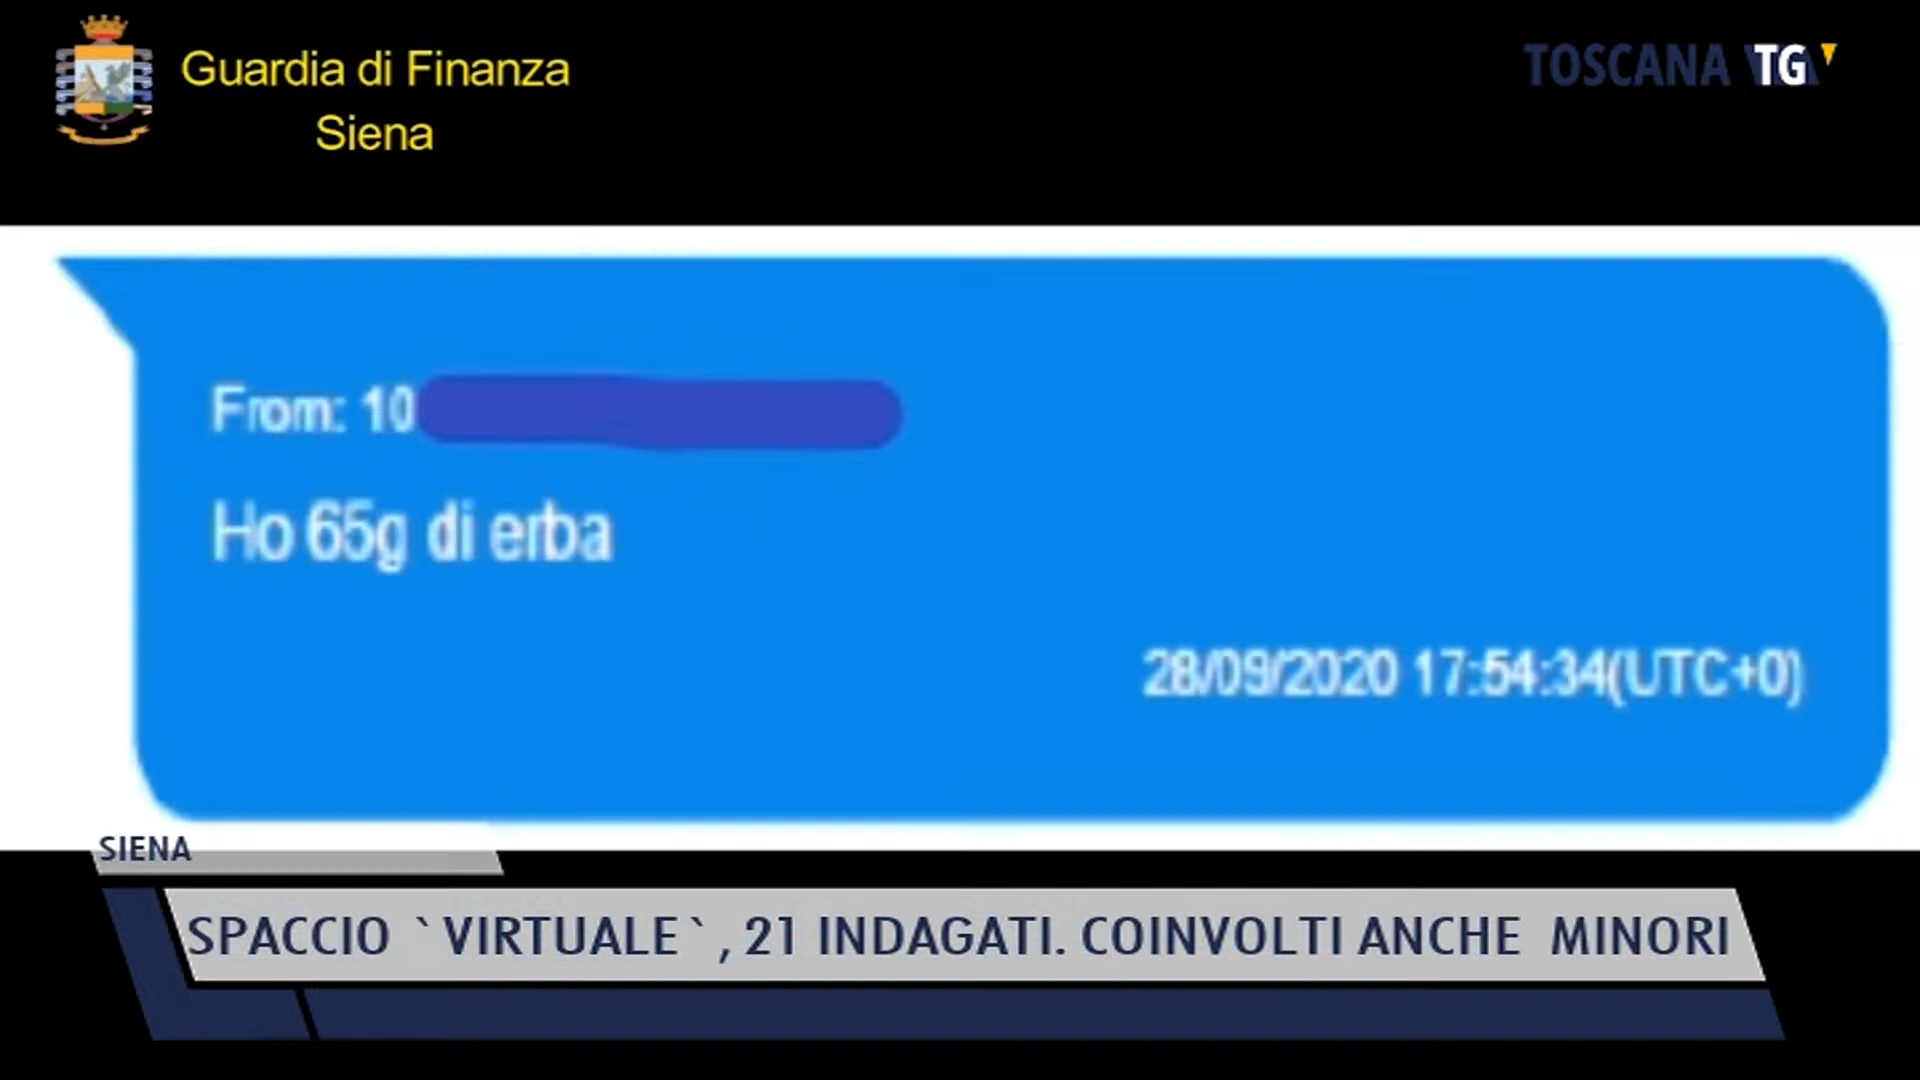 Guardia di Finanza
Siena
TOSCANA TG
From: 10
Ho 65g di erba
28/09/2020 17:54:34(UTC+0)
SIENA
SPACCIO `VIRTUALE`, 21 INDAGATI. COINVOLTI ANCHE MINORI